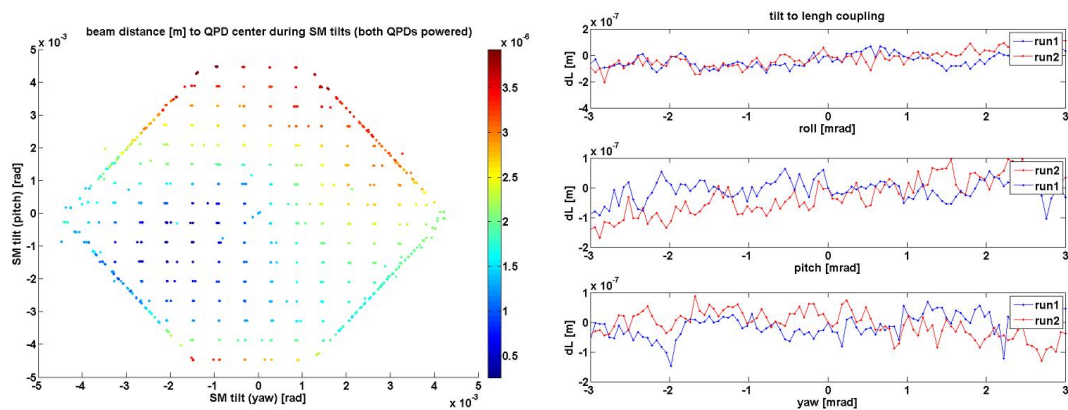 beam distance [m] to QPD center during SM tilts (both QPDs powered)
x 10^-3
5
4
3
2
1
0
-1
-2
-3
-4
-5
SM tilt (pitch) [rad]
-5 -4 -3 -2 -1 0 1 2 3 4 5
SM tilt (yaw) [rad]
x 10^-3
x 10^-6
3.5
3
2.5
2
1.5
1
0.5
tilt to lengh coupling
x 10^-7
2
0
-2
-4
dL [m]
run1
run2
-3 -2 -1 0 1 2 3
roll [mrad]
x 10^-7
1
0
-1
-2
dL [m]
run2
run1
-3 -2 -1 0 1 2 3
pitch [mrad]
x 10^-7
1
0
-1
-2
dL [m]
run1
run2
-3 -2 -1 0 1 2 3
yaw [mrad]